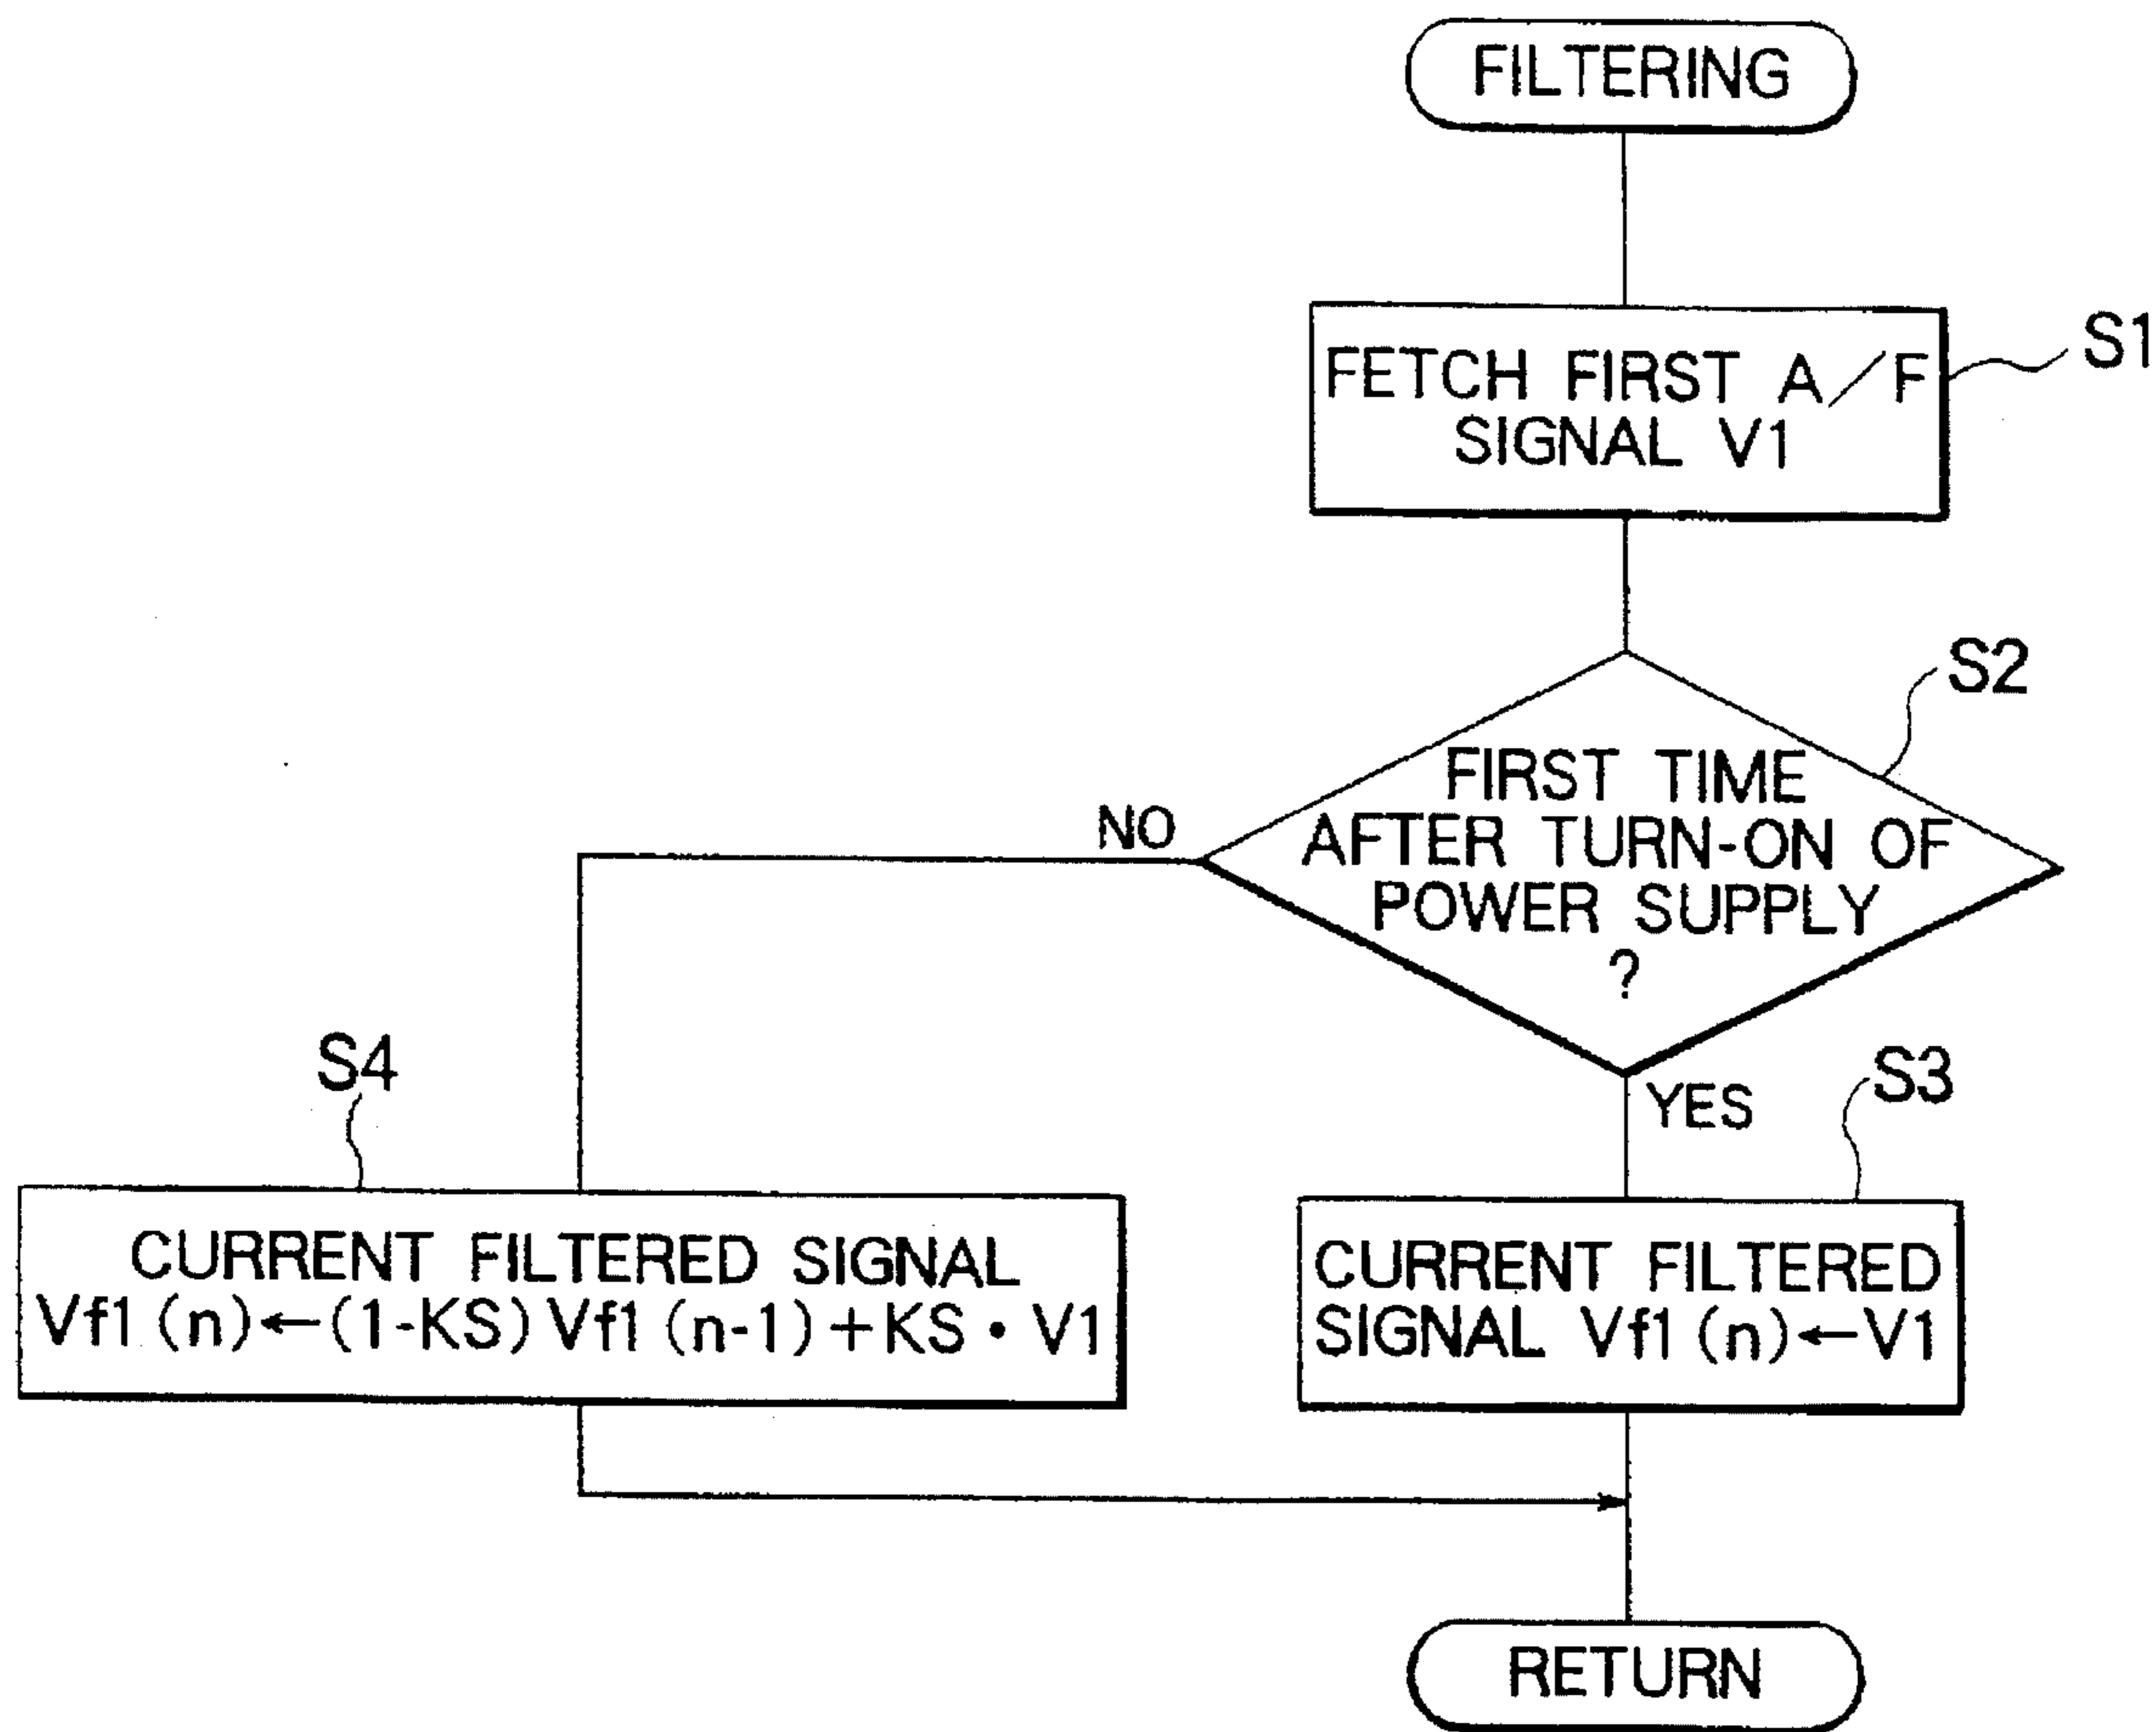 FILTERING
FETCH FIRST A/F
SIGNAL V1
S1
S2
FIRST TIME
AFTER TURN-ON OF
POWER SUPPLY
?
NO
YES
S4
CURRENT FILTERED SIGNAL
Vf1(n)←(1-KS)Vf1(n-1)+KS・V1
S3
CURRENT FILTERED
SIGNAL Vf1(n)←V1
RETURN